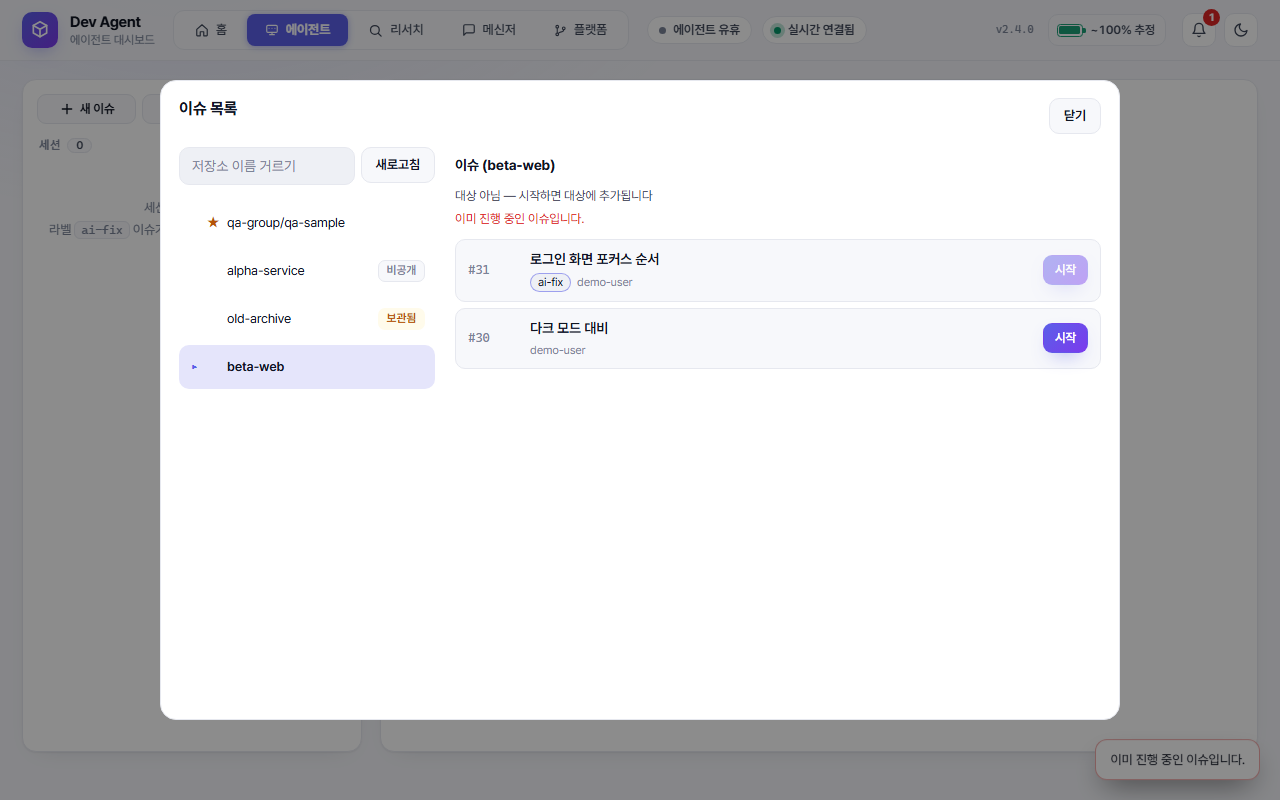 Dev Agent
에이전트 대시보드
홈
에이전트
리서치
메신저
플랫폼
에이전트 유휴
실시간 연결됨
v2.4.0
~100% 추정
1
새 이슈
세션 0
라벨 ai-fix
이슈 목록
닫기
저장소 이름 거르기
새로고침
★ qa-group/qa-sample
alpha-service 비공개
old-archive 보관됨
▸ beta-web
이슈 (beta-web)
대상 아님 — 시작하면 대상에 추가됩니다
이미 진행 중인 이슈입니다.
#31
로그인 화면 포커스 순서
ai-fix demo-user
시작
#30
다크 모드 대비
demo-user
시작
이미 진행 중인 이슈입니다.